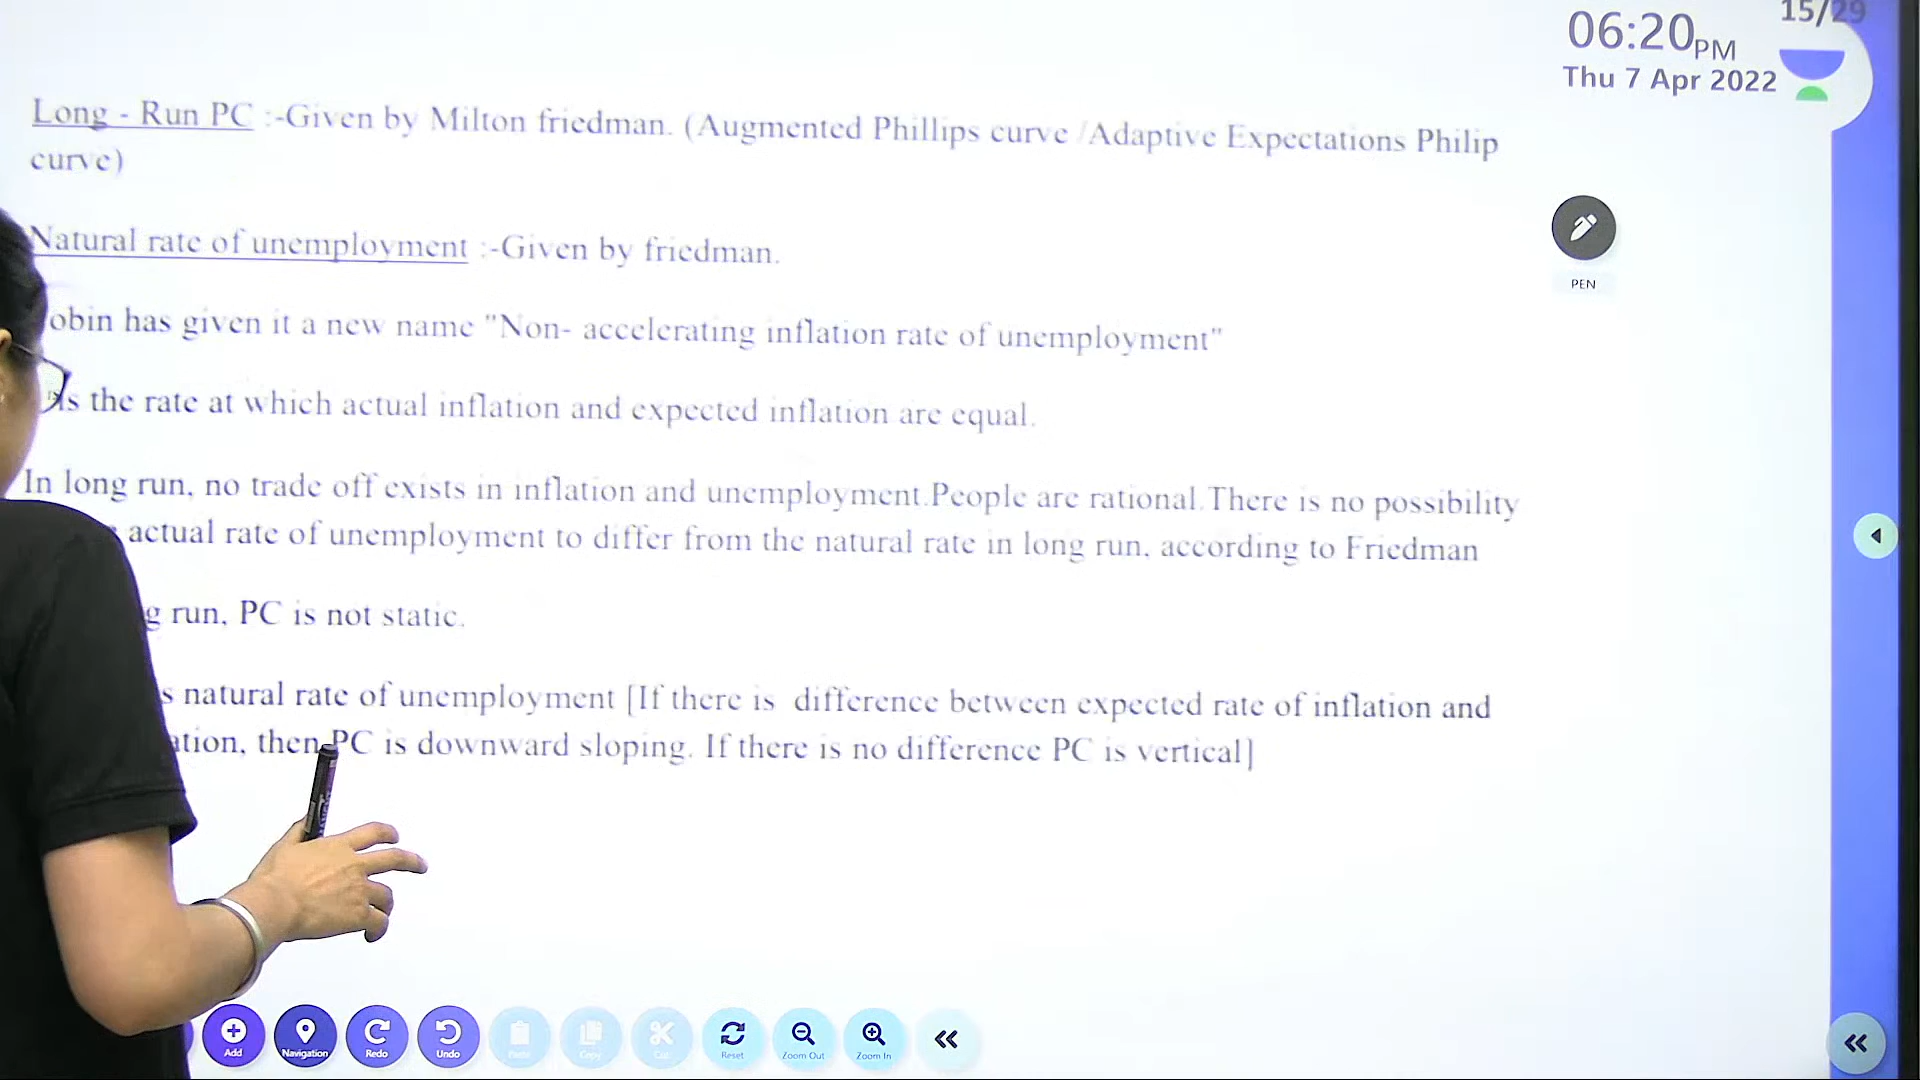 15/29
06:20PM
Thu 7 Apr 2022
Long - Run PC :-Given by Milton friedman. (Augmented Phillips curve /Adaptive Expectations Philip
curve)
PEN
Natural rate of unemployment :-Given by friedman.
obin has given it a new name "Non- accelerating inflation rate of unemployment"
is the rate at which actual inflation and expected inflation are equal.
In long run, no trade off exists in inflation and unemployment.People are rational.There is no possibility
actual rate of unemployment to differ from the natural rate in long run, according to Friedman
g run, PC is not static.
s natural rate of unemployment [If there is difference between expected rate of inflation and
ation, then PC is downward sloping. If there is no difference PC is vertical]
Add Navigation Redo Undo Paste Copy Cut Reset Zoom Out Zoom In